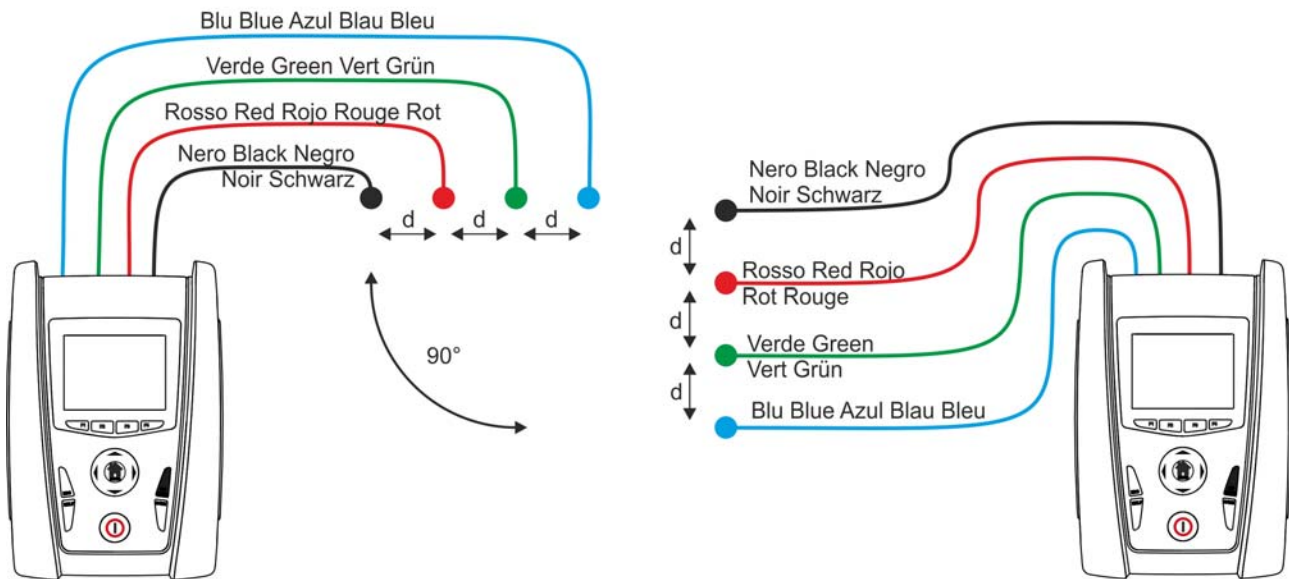 Blu Blue Azul Blau Bleu
Verde Green Vert Grün
Rosso Red Rojo Rouge Rot
Nero Black Negro
Noir Schwarz
d
d
d
90°
Nero Black Negro
Noir Schwarz
d
Rosso Red Rojo
Rot Rouge
d
Verde Green
Vert Grün
d
Blu Blue Azul Blau Bleu